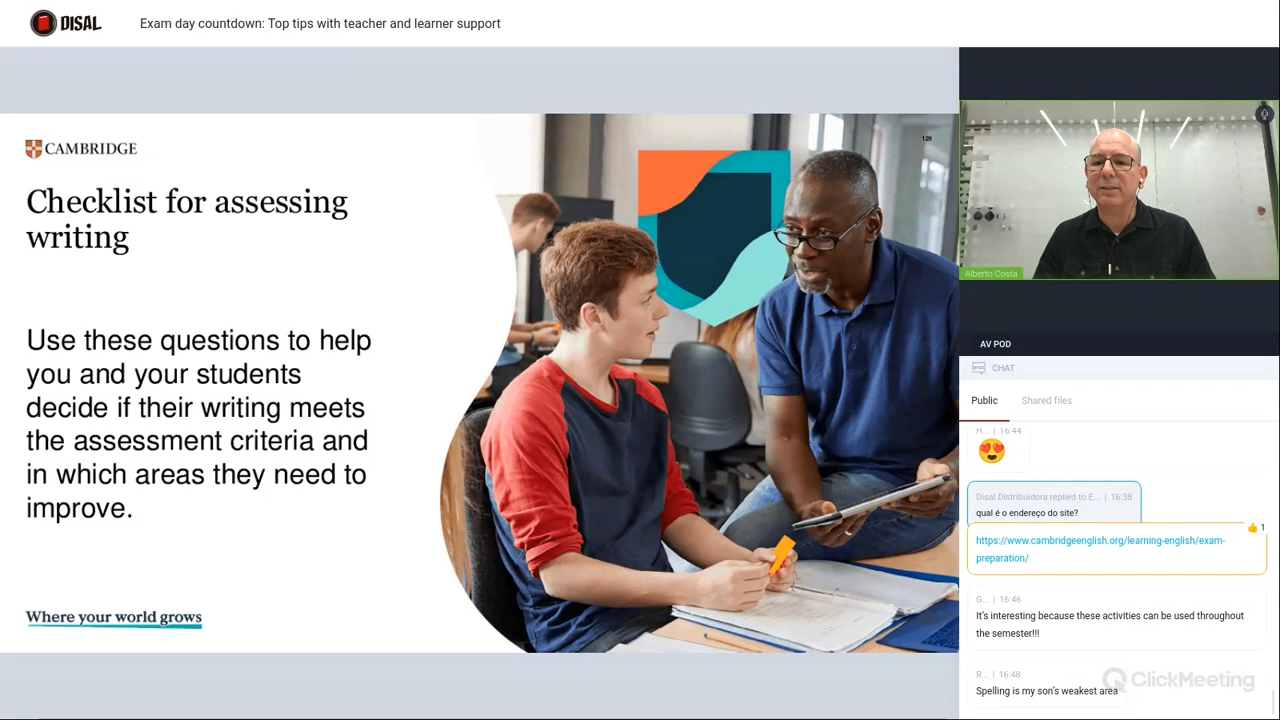 DISAL
Exam day countdown: Top tips with teacher and learner support
CAMBRIDGE
129
Checklist for assessing
writing
Use these questions to help
you and your students
decide if their writing meets
the assessment criteria and
in which areas they need to
improve.
Where your world grows
Alberto Costa
AV POD
CHAT
Public
Shared files
H... | 16:44
Disal Distribuidora replied to E... | 16:38
qual é o endereço do site?
1
https://www.cambridgeenglish.org/learning-english/exam-
preparation/
G... | 16:46
It's interesting because these activities can be used throughout
the semester!!!
R... | 16:48
Spelling is my son's weakest area
ClickMeeting